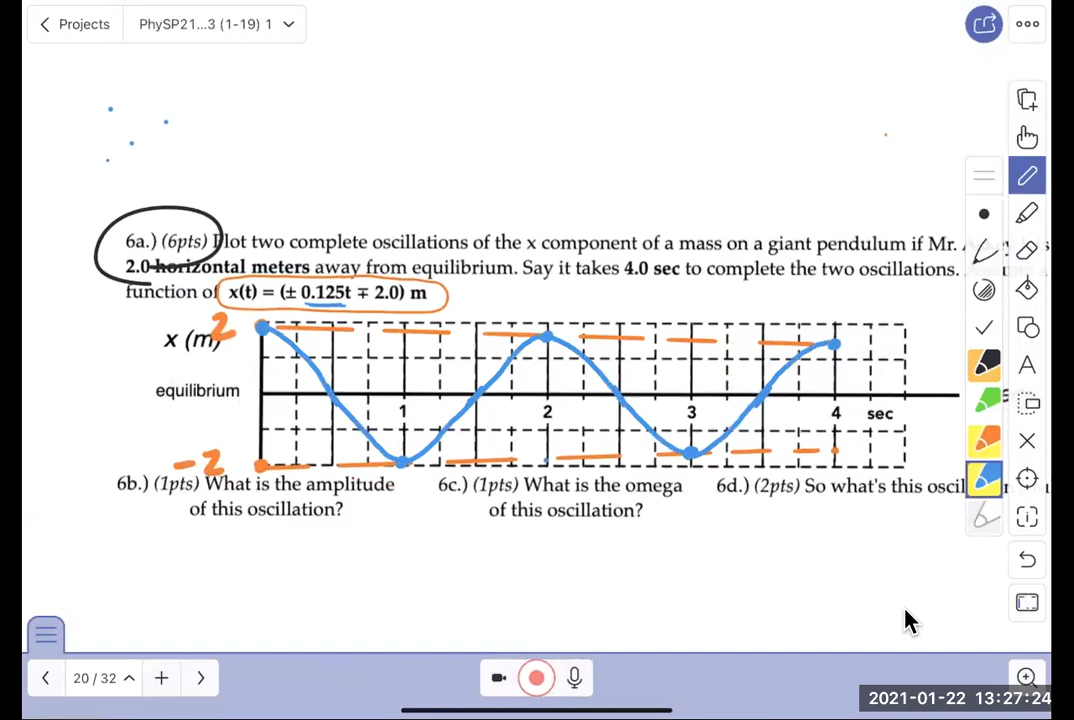 Projects
PhySP21...3 (1-19) 1
6a.) (6pts) Plot two complete oscillations of the x component of a mass on a giant pendulum if Mr.
2.0 horizontal meters away from equilibrium. Say it takes 4.0 sec to complete the two oscillations.
function of x(t) = (± 0.125t ∓ 2.0) m
2
x (m)
equilibrium
1 2 3 4 sec
-2
6b.) (1pts) What is the amplitude
of this oscillation?
6c.) (1pts) What is the omega
of this oscillation?
6d.) (2pts) So what's this oscil
A
20 / 32
2021-01-22 13:27:24